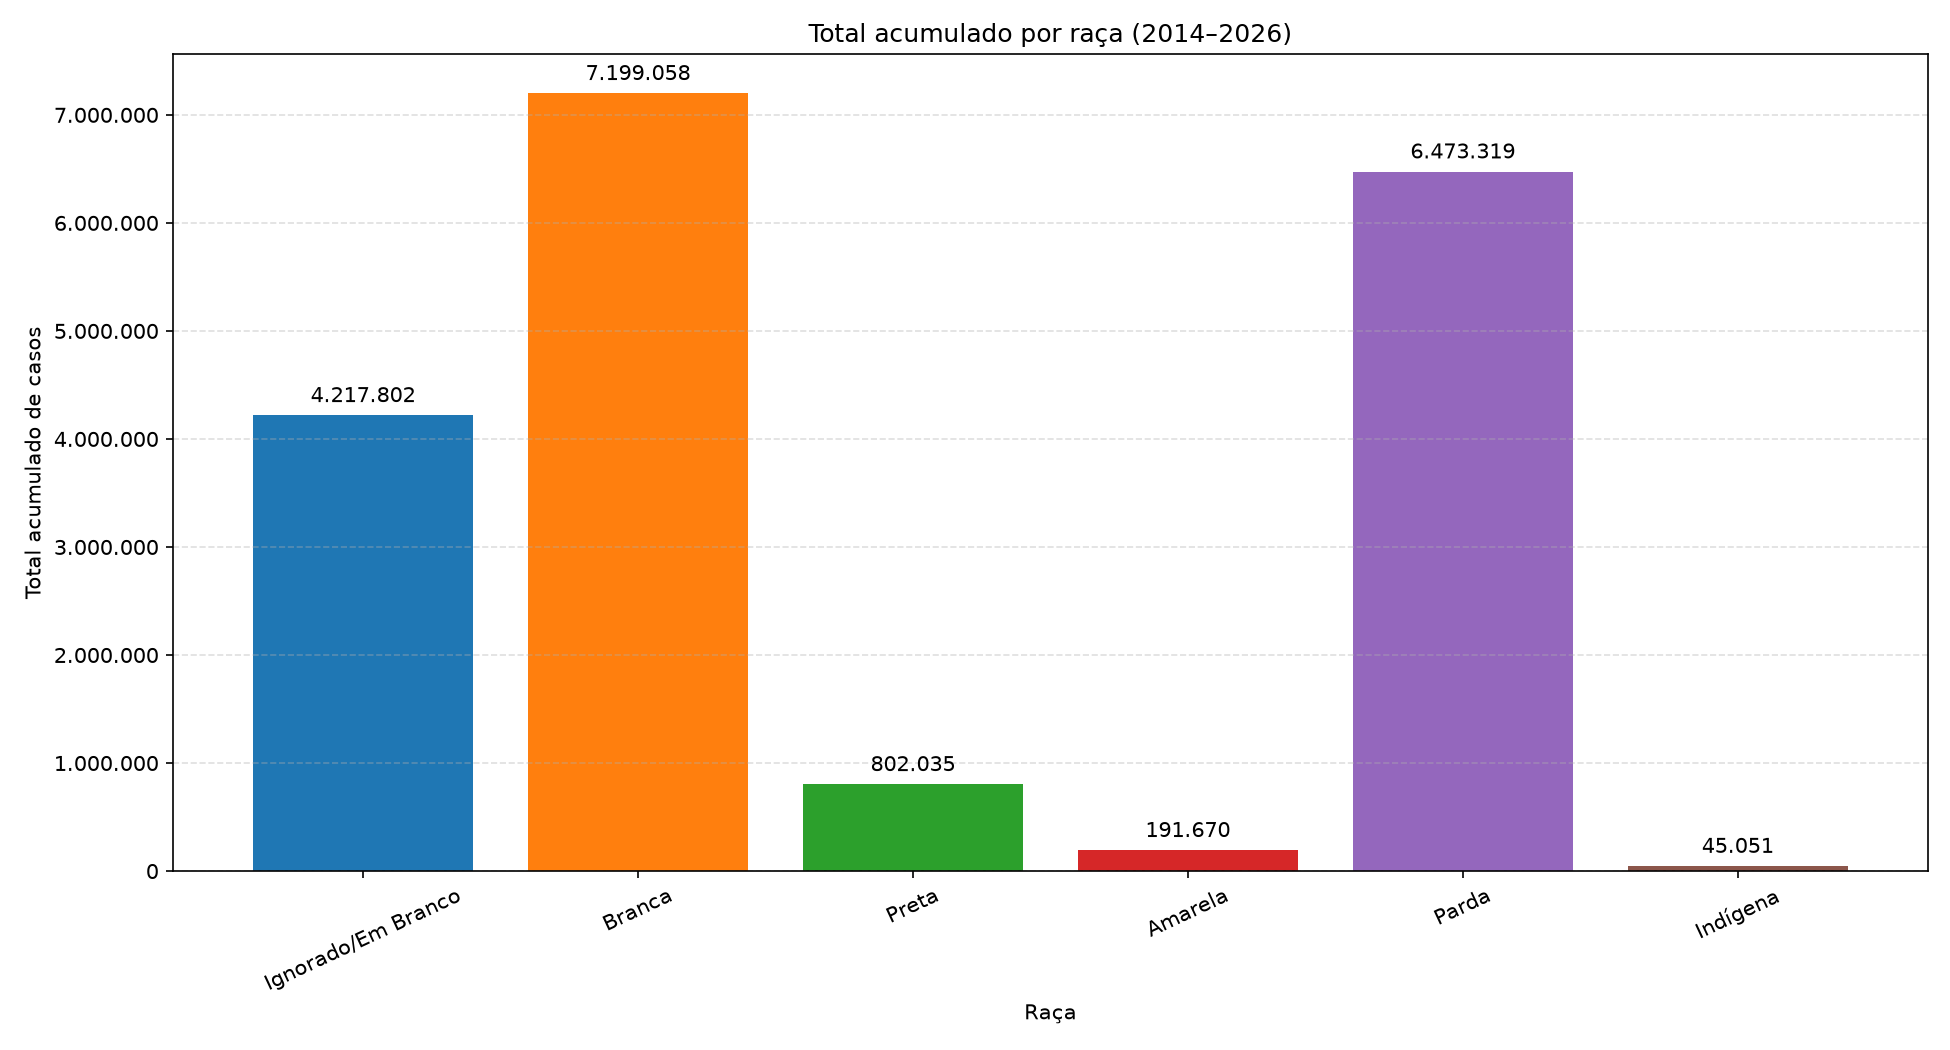 Total acumulado por raça (2014–2026)
Total acumulado de casos
7.000.000
6.000.000
5.000.000
4.000.000
3.000.000
2.000.000
1.000.000
0
4.217.802
7.199.058
802.035
191.670
6.473.319
45.051
Ignorado/Em Branco
Branca
Preta
Amarela
Parda
Indígena
Raça